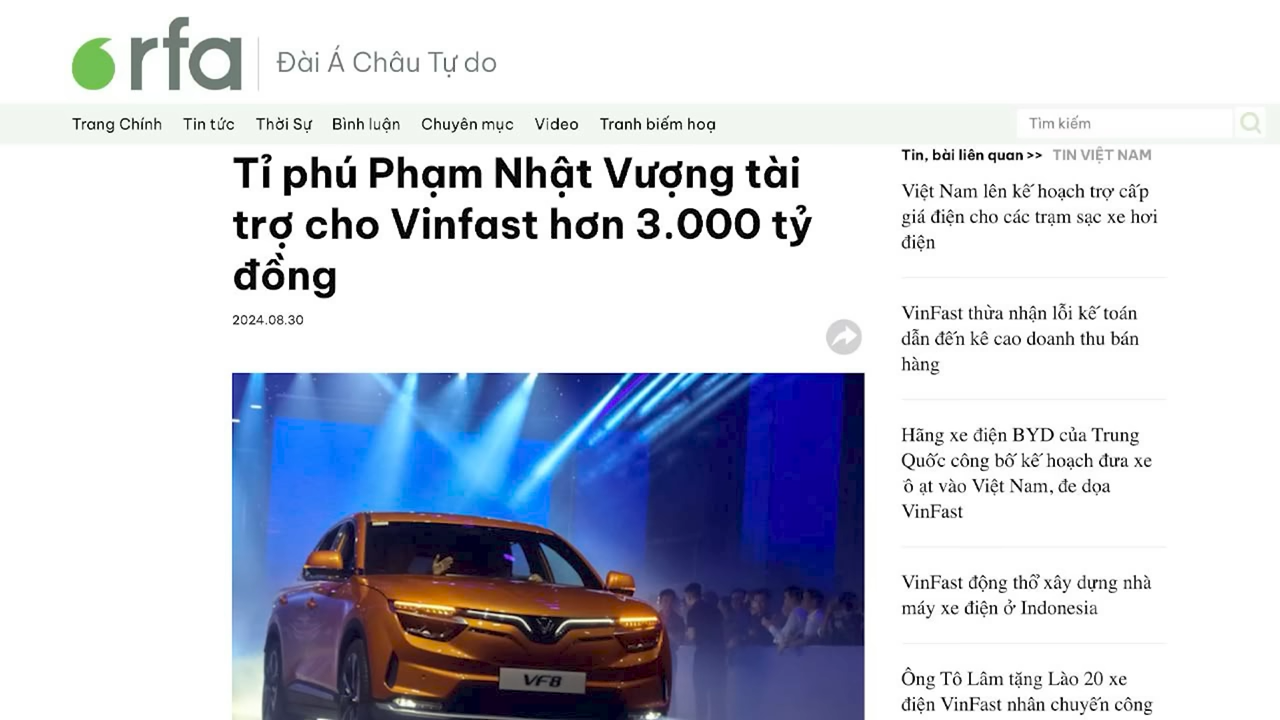 rfa
Đài Á Châu Tự do
Trang Chính Tin tức Thời Sự Bình luận Chuyên mục Video Tranh biếm hoạ
Tìm kiếm
Tỉ phú Phạm Nhật Vượng tài
trợ cho Vinfast hơn 3.000 tỷ
đồng
2024.08.30
VF8
Tin, bài liên quan >> TIN VIỆT NAM
Việt Nam lên kế hoạch trợ cấp
giá điện cho các trạm sạc xe hơi
điện
VinFast thừa nhận lỗi kế toán
dẫn đến kê cao doanh thu bán
hàng
Hãng xe điện BYD của Trung
Quốc công bố kế hoạch đưa xe
ồ ạt vào Việt Nam, đe dọa
VinFast
VinFast động thổ xây dựng nhà
máy xe điện ở Indonesia
Ông Tô Lâm tặng Lào 20 xe
điện VinFast nhân chuyến công